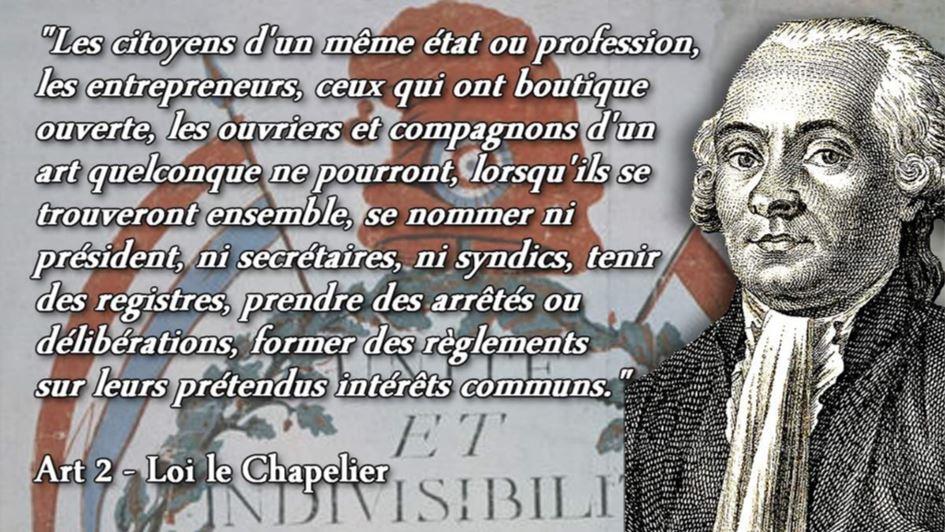 "Les citoyens d'un même état ou profession,
les entrepreneurs, ceux qui ont boutique
ouverte, les ouvriers et compagnons d'un
art quelconque ne pourront, lorsqu'ils se
trouveront ensemble, se nommer ni
président, ni secrétaires, ni syndics, tenir
des registres, prendre des arrêtés ou
délibérations, former des règlements
sur leurs prétendus intérêts communs."
ET
Art 2 - Loi le Chapelier